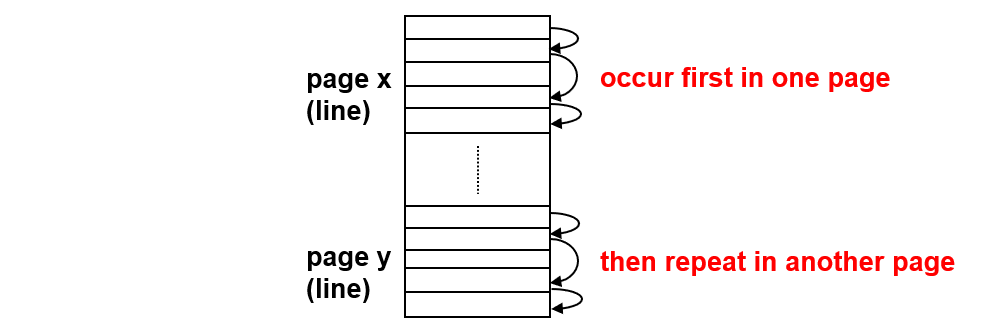 page x
(line)
occur first in one page
page y
(line)
then repeat in another page